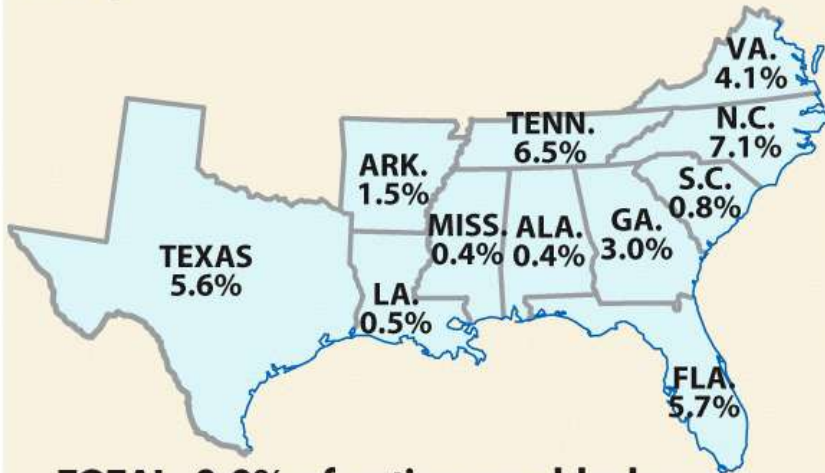 VA.
4.1%
TENN.
6.5%
N.C.
7.1%
ARK.
1.5%
S.C.
0.8%
MISS.
0.4%
ALA.
0.4%
GA.
3.0%
TEXAS
5.6%
LA.
0.5%
FLA.
5.7%